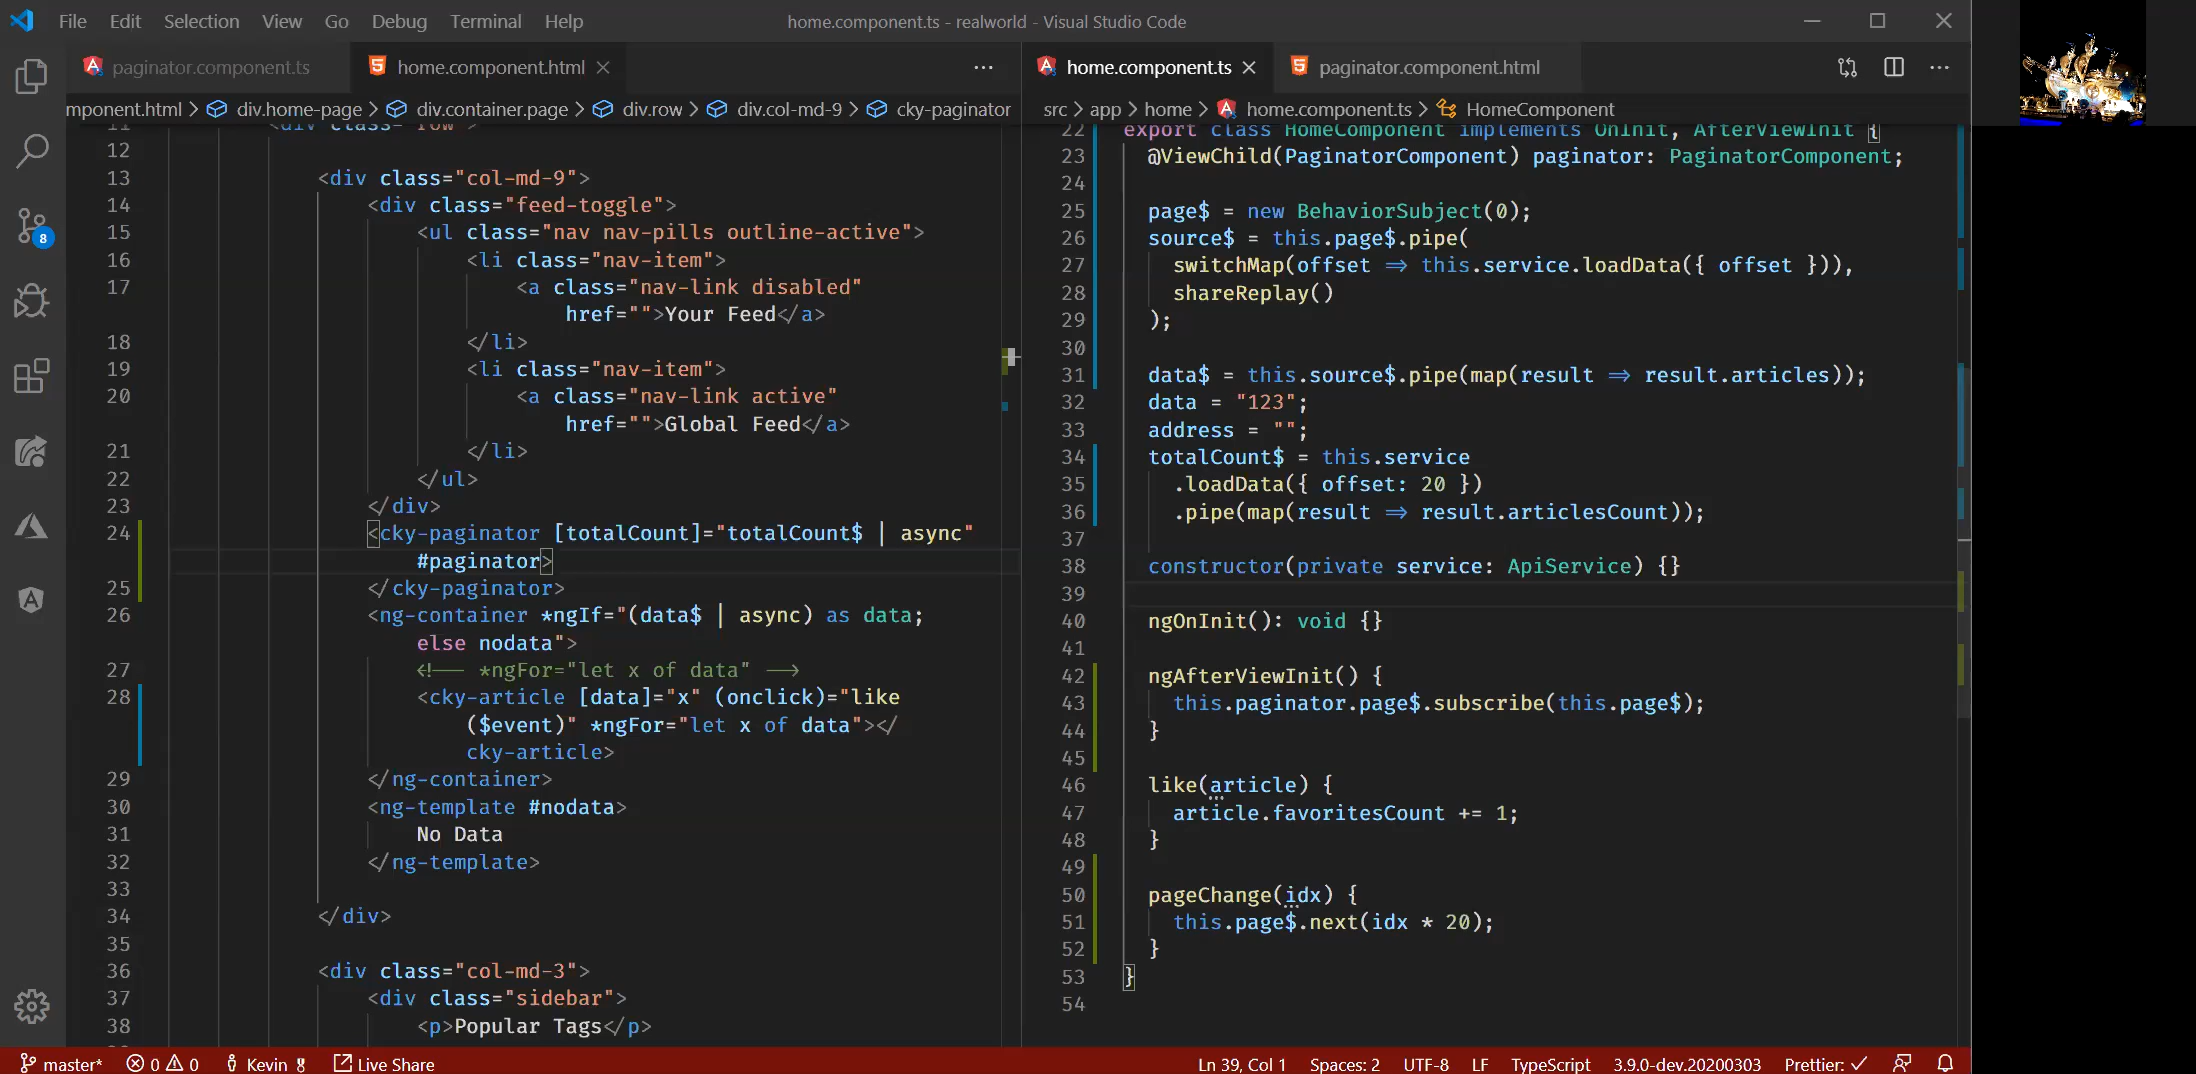 File Edit Selection View Go Debug Terminal Help
home.component.ts - realworld - Visual Studio Code
paginator.component.ts
home.component.html
mponent.html > div.home-page > div.container.page > div.row > div.col-md-9 > cky-paginator
11 <div class="row">
12
13 <div class="col-md-9">
14 <div class="feed-toggle">
15 <ul class="nav nav-pills outline-active">
16 <li class="nav-item">
17 <a class="nav-link disabled"
href="">Your Feed</a>
18 </li>
19 <li class="nav-item">
20 <a class="nav-link active"
href="">Global Feed</a>
21 </li>
22 </ul>
23 </div>
24 <cky-paginator [totalCount]="totalCount$ | async"
#paginator>
25 </cky-paginator>
26 <ng-container *ngIf="(data$ | async) as data;
else nodata">
27 <!-- *ngFor="let x of data" -->
28 <cky-article [data]="x" (onclick)="like
($event)" *ngFor="let x of data"></
cky-article>
29 </ng-container>
30 <ng-template #nodata>
31 No Data
32 </ng-template>
33
34 </div>
35
36 <div class="col-md-3">
37 <div class="sidebar">
38 <p>Popular Tags</p>
home.component.ts
paginator.component.html
src > app > home > home.component.ts > HomeComponent
22 export class HomeComponent implements OnInit, AfterViewInit {
23 @ViewChild(PaginatorComponent) paginator: PaginatorComponent;
24
25 page$ = new BehaviorSubject(0);
26 source$ = this.page$.pipe(
27 switchMap(offset => this.service.loadData({ offset })),
28 shareReplay()
29 );
30
31 data$ = this.source$.pipe(map(result => result.articles));
32 data = "123";
33 address = "";
34 totalCount$ = this.service
35 .loadData({ offset: 20 })
36 .pipe(map(result => result.articlesCount));
37
38 constructor(private service: ApiService) {}
39
40 ngOnInit(): void {}
41
42 ngAfterViewInit() {
43 this.paginator.page$.subscribe(this.page$);
44 }
45
46 like(article) {
47 article.favoritesCount += 1;
48 }
49
50 pageChange(idx) {
51 this.page$.next(idx * 20);
52 }
53 }
54
8
master* 0 0 Kevin Live Share
Ln 39, Col 1 Spaces: 2 UTF-8 LF TypeScript 3.9.0-dev.20200303 Prettier: ✓